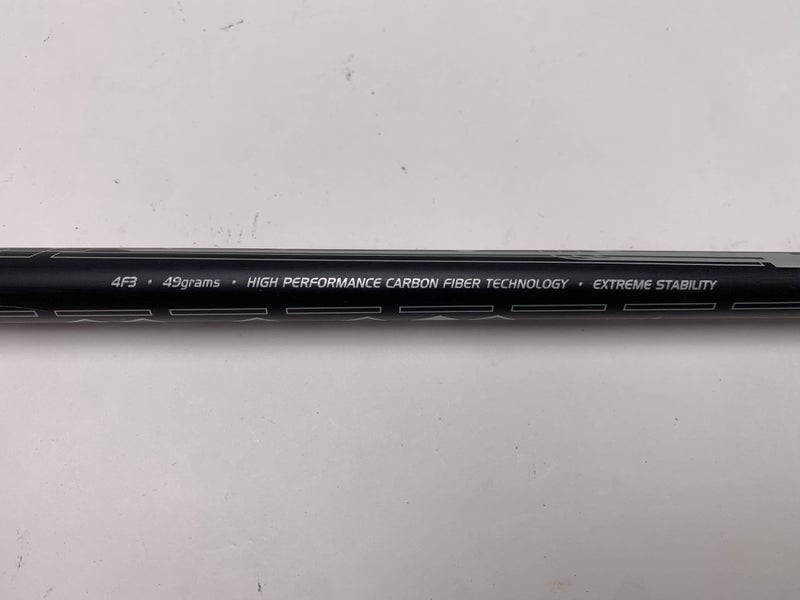 4F3 • 49grams • HIGH PERFORMANCE CARBON FIBER TECHNOLOGY • EXTREME STABILITY